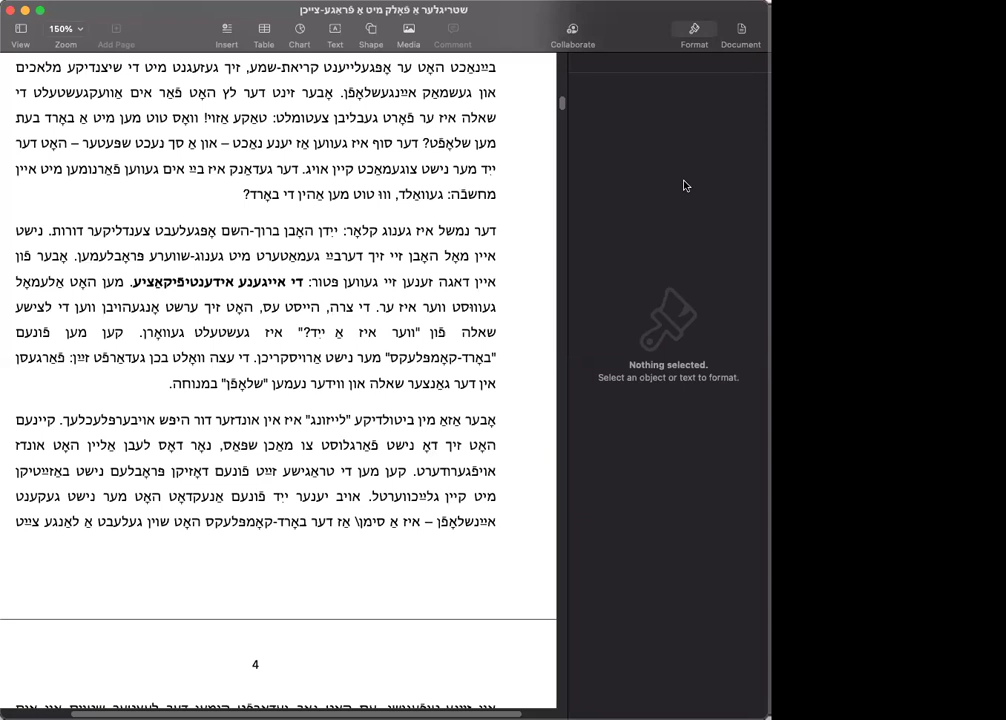 שטריגלער א פֿאָלק מיט אַ פֿראַגע-צייכן
View
150%
Zoom
Add Page
Insert
Table
Chart
Text
Shape
Media
Comment
Collaborate
Format
Document
בײַנאַכט האָט ער אָפּגעלייענט קריאת-שמע, זיך געזעגנט מיט די שיצנדיקע מלאכים
און געשמאַק אײַנגעשלאָפֿן. אָבער זינט דער לץ האָט פֿאַר אים אַוועקגעשטעלט די
שאלה איז ער פֿאָרט געבליבן צעטומלט: טאַקע אַזוי! וואָס טוט מען מיט אַ באָרד בעת
מען שלאָפֿט? דער סוף איז געווען אַז יענע נאַכט – און אַ סך נעכט שפּעטער – האָט דער
ייִד מער נישט צוגעמאַכט קיין אויג. דער געדאַנק איז בײַ אים געווען פֿאַרנומען מיט איין
מחשבֿה: געוואַלד, וווּ טוט מען אַהין די באָרד?
דער נמשל איז גענוג קלאָר: ייִדן האָבן ברוך-השם אָפּגעלעבט צענדליקער דורות. נישט
איין מאָל האָבן זיי זיך דערבײַ געמאַטערט מיט גענוג-שווערע פּראָבלעמען. אָבער פֿון
איין דאגה זענען זיי געווען פּטור: די אייגענע אידענטיפֿיקאַציע. מען האָט אַלעמאָל
געוווּסט ווער איז ער. די צרה, הייסט עס, האָט זיך ערשט אָנגעהויבן ווען די לצישע
שאלה פֿון "ווער איז אַ ייִד?" איז געשטעלט געוואָרן. קען מען פֿונעם
"באָרד-קאָמפּלעקס" מער נישט אַרויסקריכן. די עצה וואָלט בכן געדאַרפֿט זײַן: פֿאַרגעסן
אין דער גאַנצער שאלה און ווידער נעמען "שלאָפֿן" במנוחה.
אָבער אַזאַ מין ביטולדיקע "לייזונג" איז אין אונדזער דור היפּש אויבערפֿלעכלעך. קיינעם
האָט זיך דאָ נישט פֿאַרגלוסט צו מאַכן שפּאַס, נאָר דאָס לעבן אַליין האָט אונדז
אויפֿגערודערט. קען מען די טראַגישע זײַט פֿונעם דאָזיקן פּראָבלעם נישט באַזײַטיקן
מיט קיין גלײַכווערטל. אויב יענער ייִד פֿונעם אַנעקדאָט האָט מער נישט געקענט
אײַנשלאָפֿן – איז אַ סימן\ אַז דער באָרד-קאָמפּלעקס האָט שוין געלעבט אַ לאַנגע צײַט
4
Nothing selected.
Select an object or text to format.